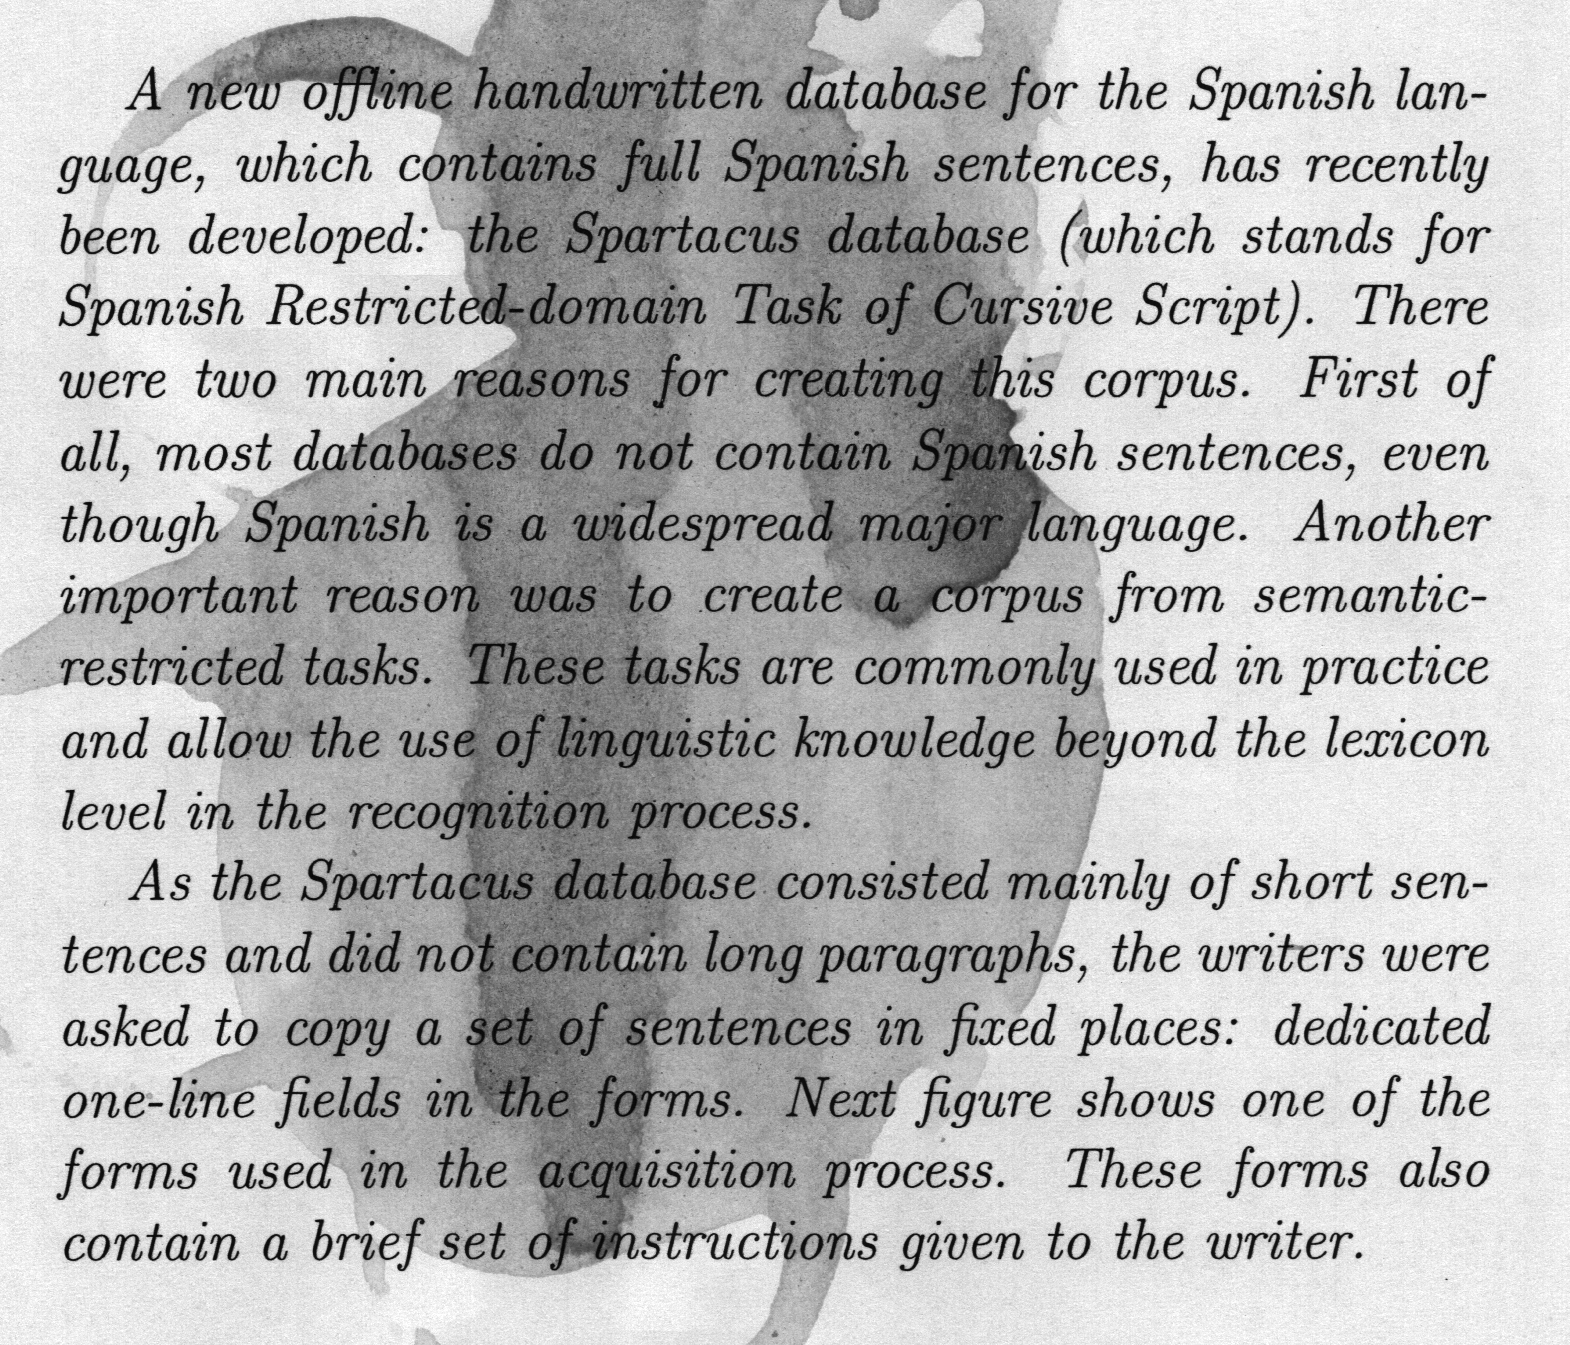 A new offline handwritten database for the Spanish lan-
guage, which contains full Spanish sentences, has recently
been developed: the Spartacus database (which stands for
Spanish Restricted-domain Task of Cursive Script). There
were two main reasons for creating this corpus. First of
all, most databases do not contain Spanish sentences, even
though Spanish is a widespread major language. Another
important reason was to create a corpus from semantic-
restricted tasks. These tasks are commonly used in practice
and allow the use of linguistic knowledge beyond the lexicon
level in the recognition process.
As the Spartacus database consisted mainly of short sen-
tences and did not contain long paragraphs, the writers were
asked to copy a set of sentences in fixed places: dedicated
one-line fields in the forms. Next figure shows one of the
forms used in the acquisition process. These forms also
contain a brief set of instructions given to the writer.